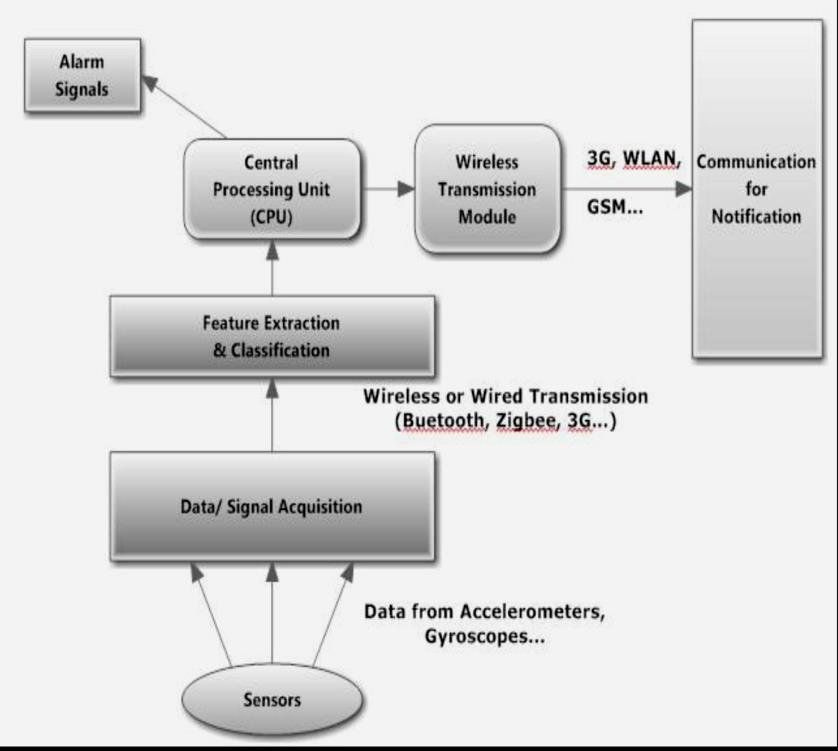 Alarm
Signals
Central
Processing Unit
(CPU)
Wireless
Transmission
Module
3G, WLAN,
GSM...
Communication
for
Notification
Feature Extraction
& Classification
Wireless or Wired Transmission
(Buetooth, Zigbee, 3G...)
Data/ Signal Acquisition
Data from Accelerometers,
Gyroscopes...
Sensors